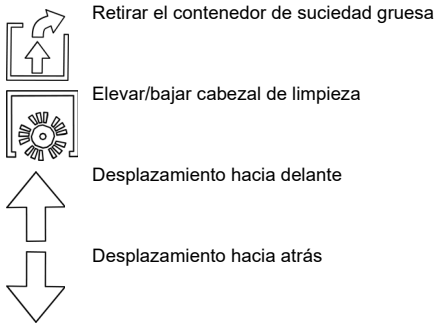 Retirar el contenedor de suciedad gruesa
Elevar/bajar cabezal de limpieza
Desplazamiento hacia delante
Desplazamiento hacia atrás